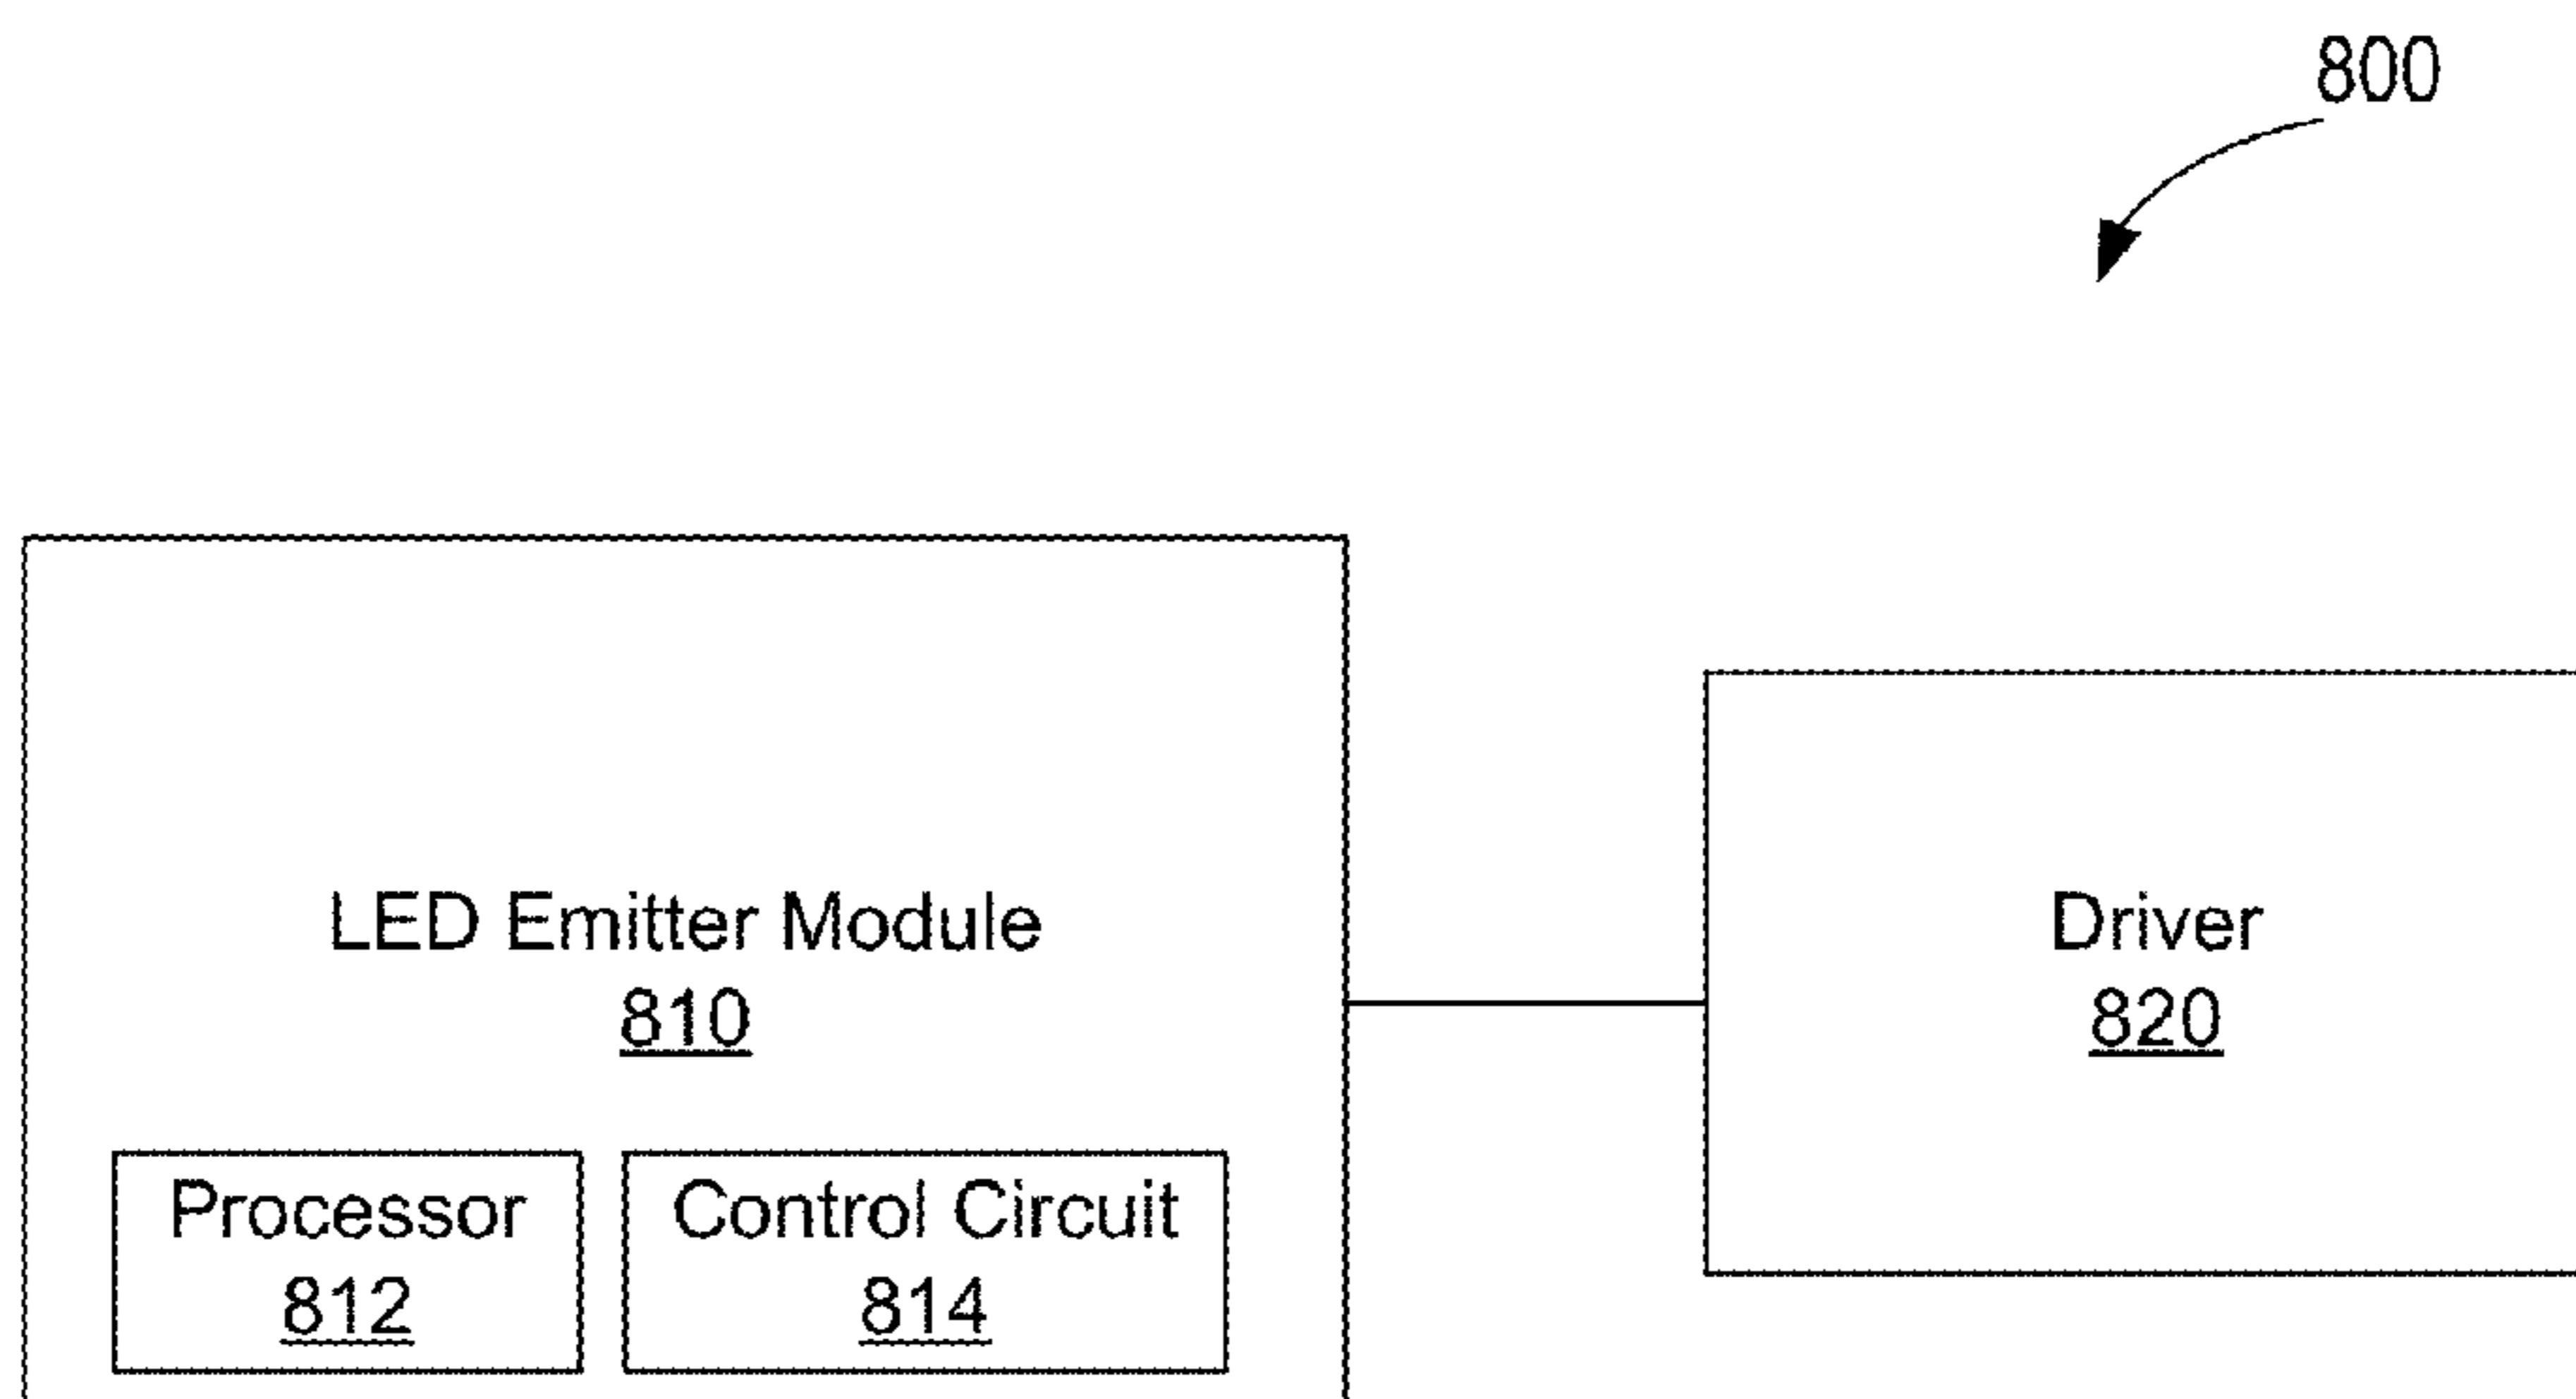 800
LED Emitter Module
810
Driver
820
Processor
812
Control Circuit
814